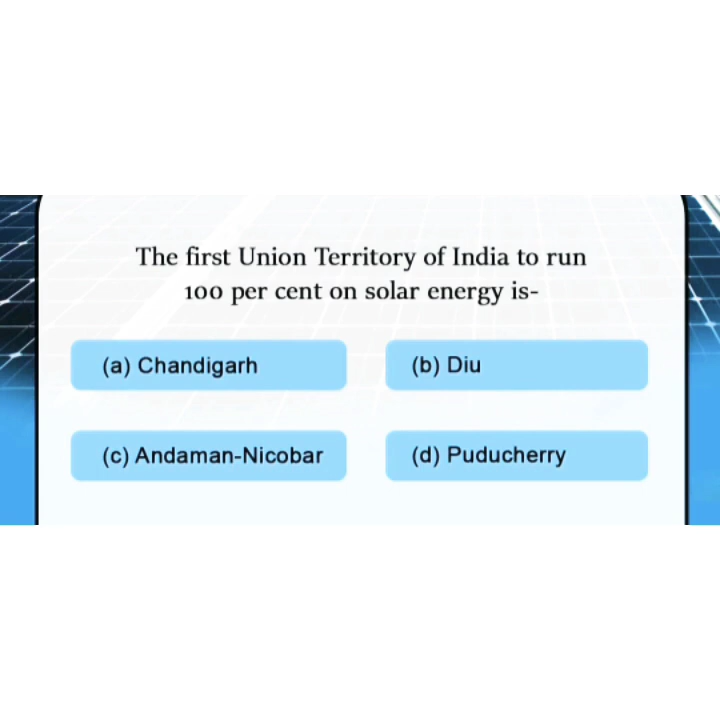 The first Union Territory of India to run
100 per cent on solar energy is-
(a) Chandigarh
(b) Diu
(c) Andaman-Nicobar
(d) Puducherry